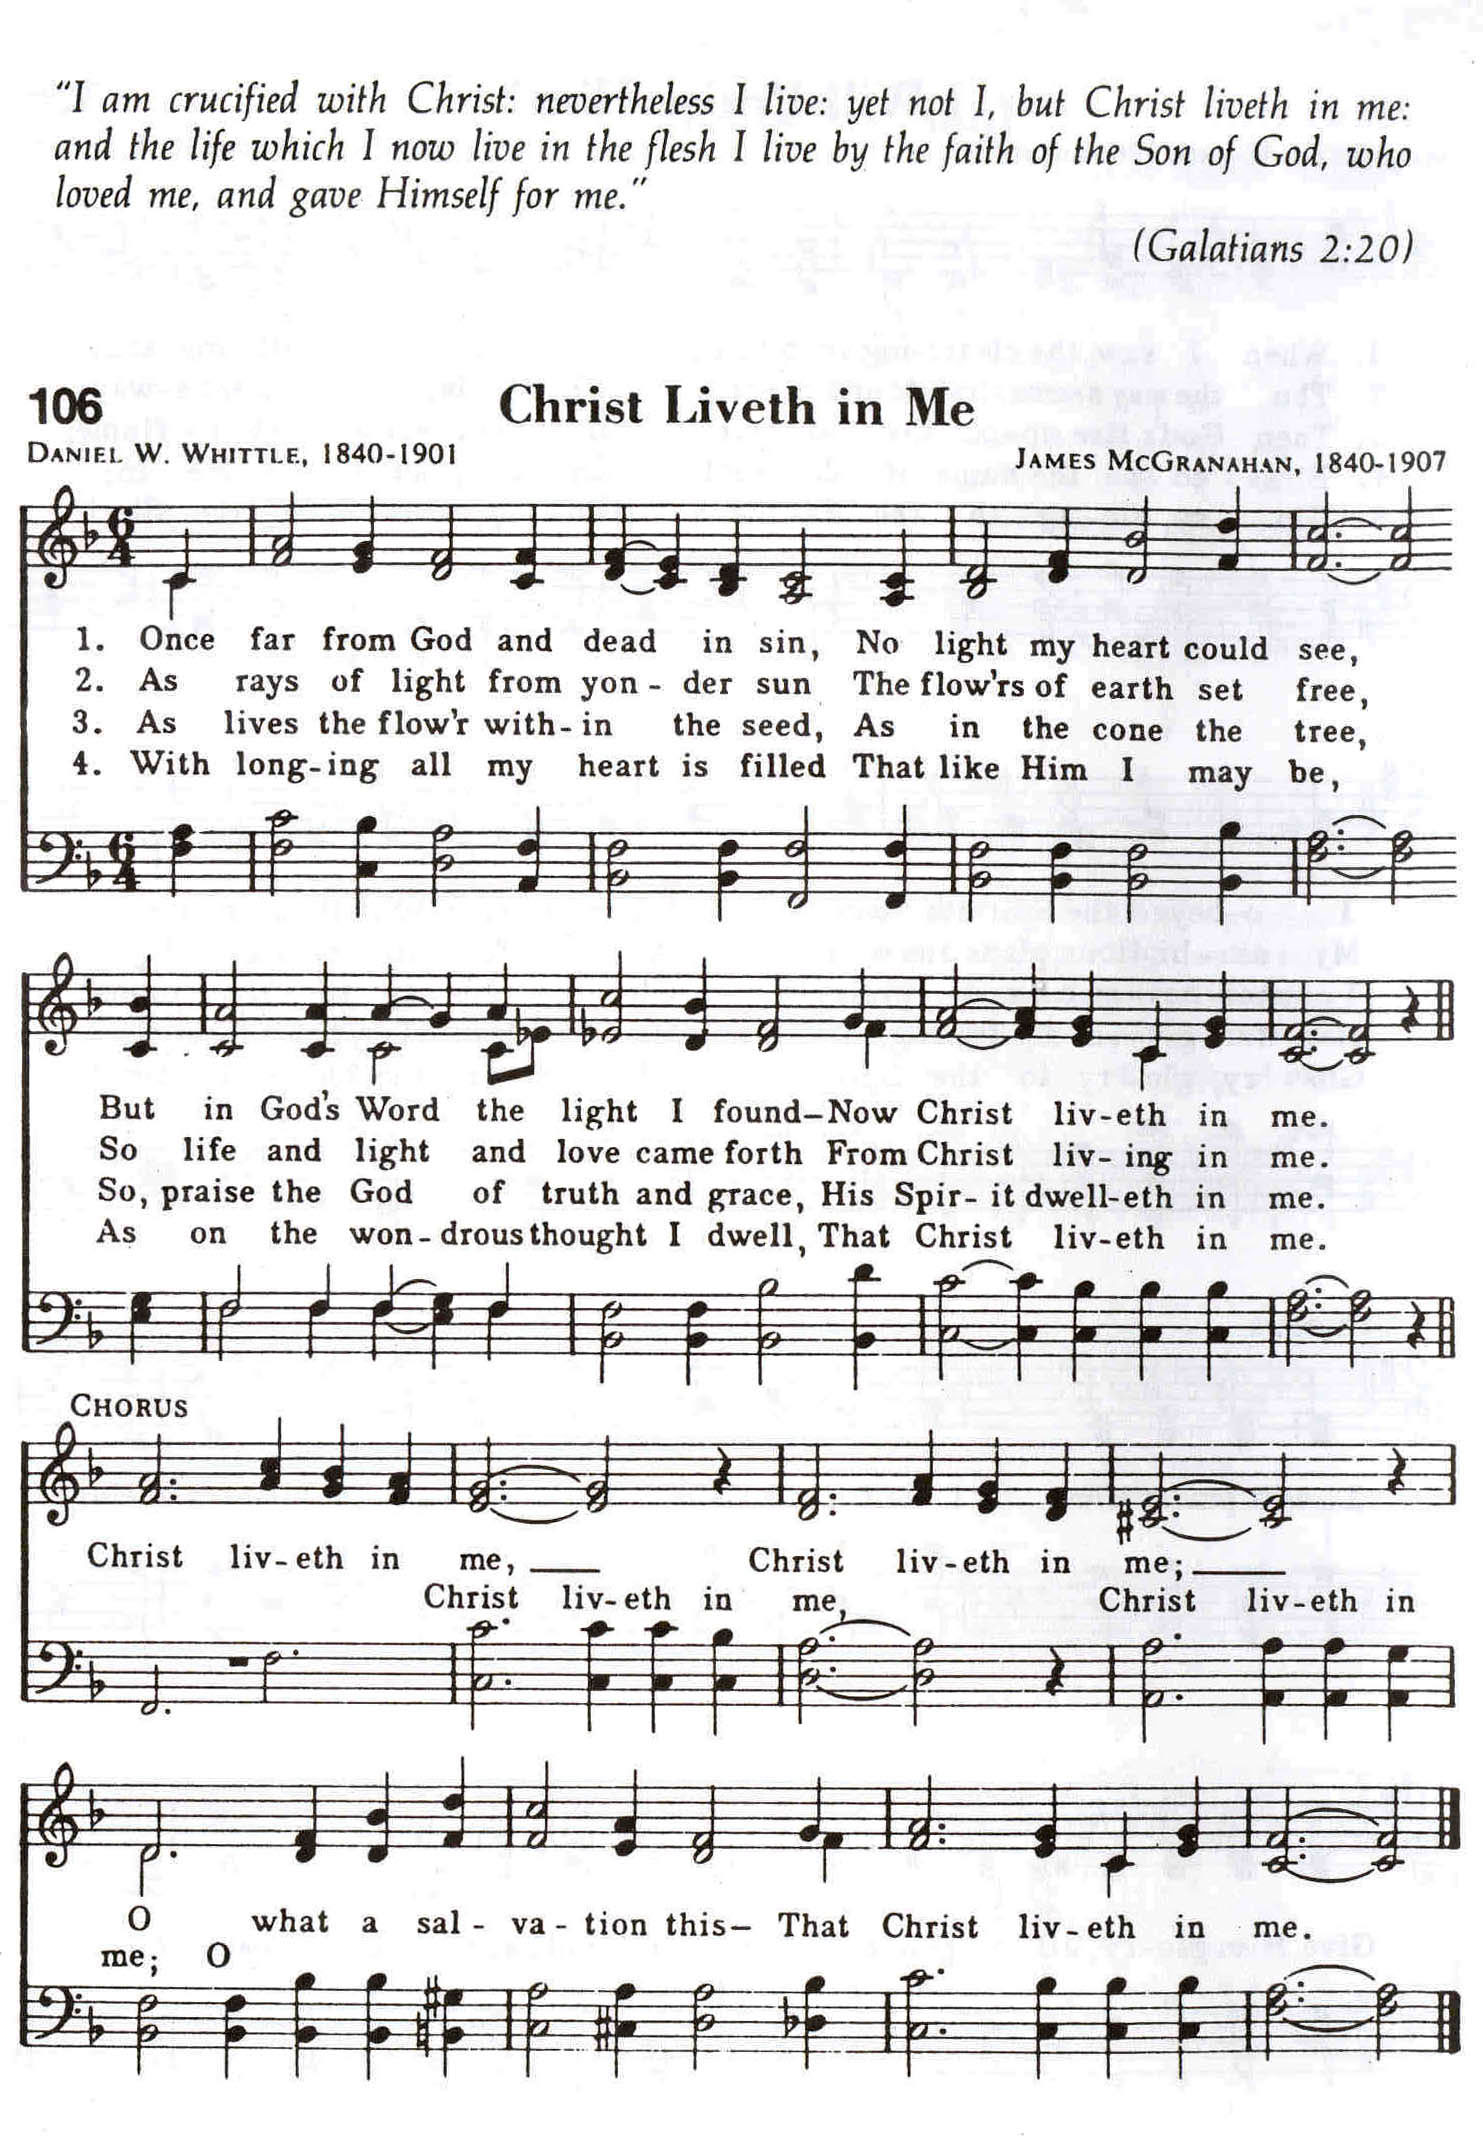 "I am crucified with Christ: nevertheless I live: yet not I, but Christ liveth in me:
and the life which I now live in the flesh I live by the faith of the Son of God, who
loved me, and gave Himself for me."
(Galatians 2:20)
106 Christ Liveth in Me
DANIEL W. WHITTLE, 1840-1901 JAMES MCGRANAHAN, 1840-1907
6 4
1. Once far from God and dead in sin, No light my heart could see,
2. As rays of light from yon - der sun The flow'rs of earth set free,
3. As lives the flow'r with - in the seed, As in the cone the tree,
4. With long - ing all my heart is filled That like Him I may be,
6 4
But in God's Word the light I found—Now Christ liv - eth in me.
So life and light and love came forth From Christ liv - ing in me.
So, praise the God of truth and grace, His Spir - it dwell - eth in me.
As on the won - drous thought I dwell, That Christ liv - eth in me.
CHORUS
Christ liv - eth in me, Christ liv - eth in me;
Christ liv - eth in me, Christ liv - eth in
O what a sal - va - tion this— That Christ liv - eth in me.
me; O